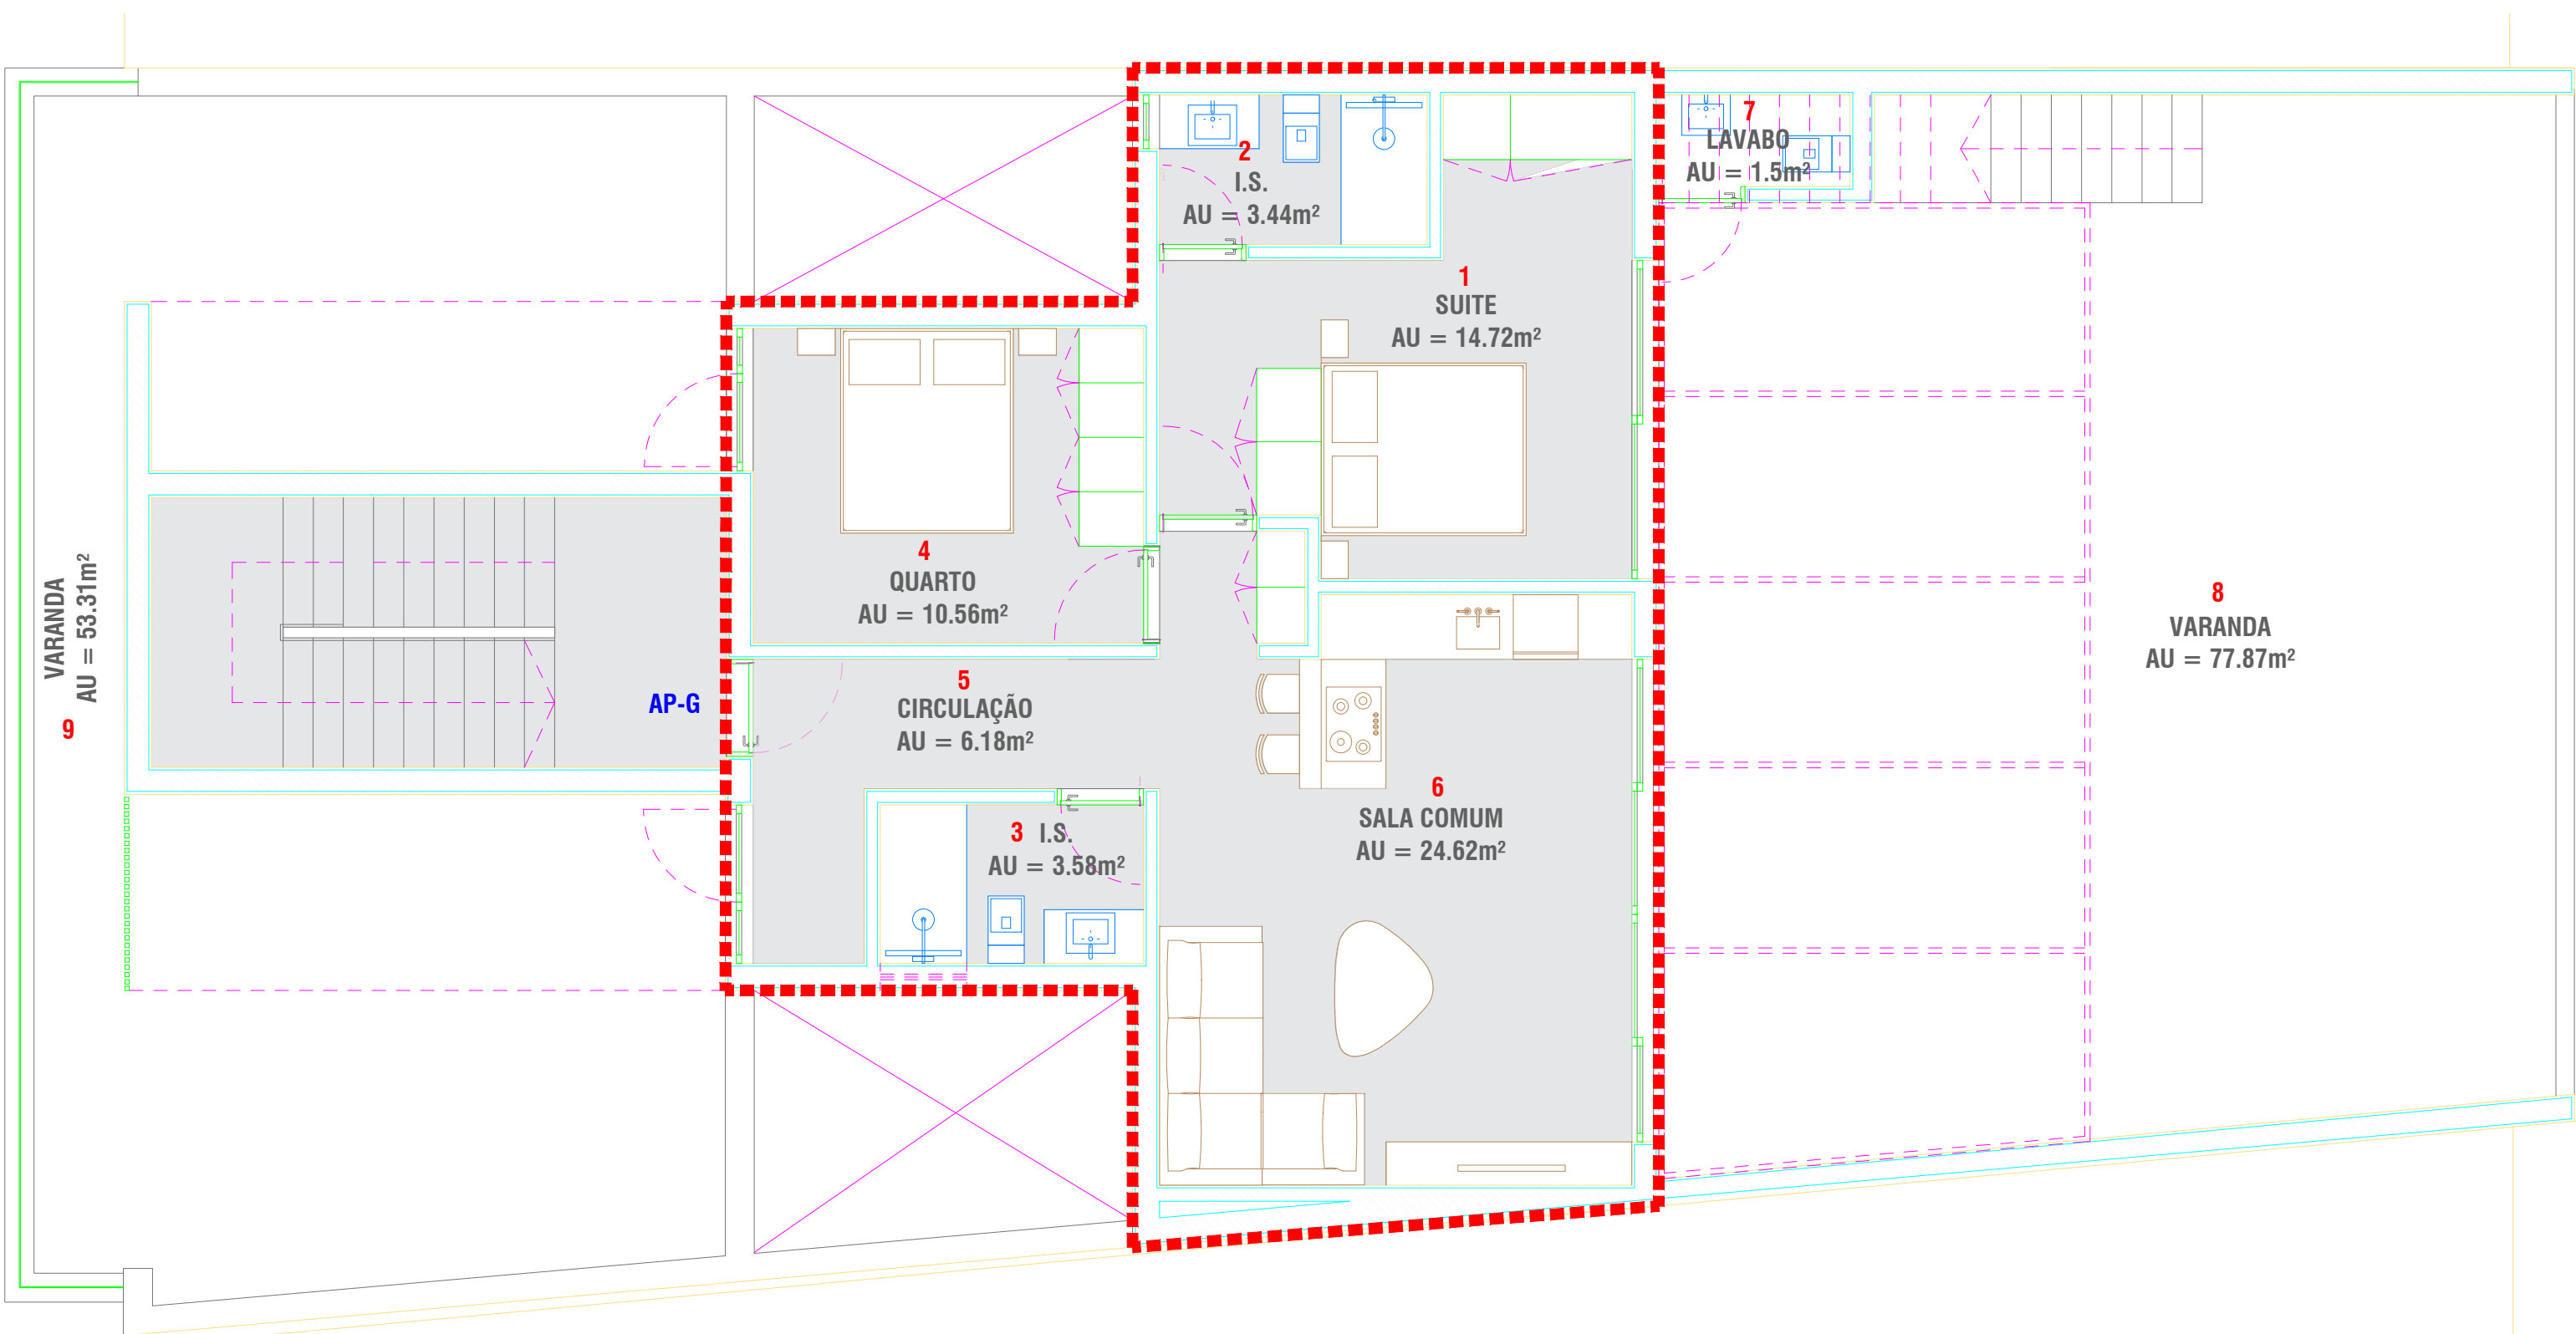 2
I.S.
AU = 3.44m²
7
LAVABO
AU = 1.5m²
1
SUITE
AU = 14.72m²
4
QUARTO
AU = 10.56m²
VARANDA
AU = 53.31m²
9
AP-G
5
CIRCULAÇÃO
AU = 6.18m²
8
VARANDA
AU = 77.87m²
6
SALA COMUM
AU = 24.62m²
3 I.S.
AU = 3.58m²